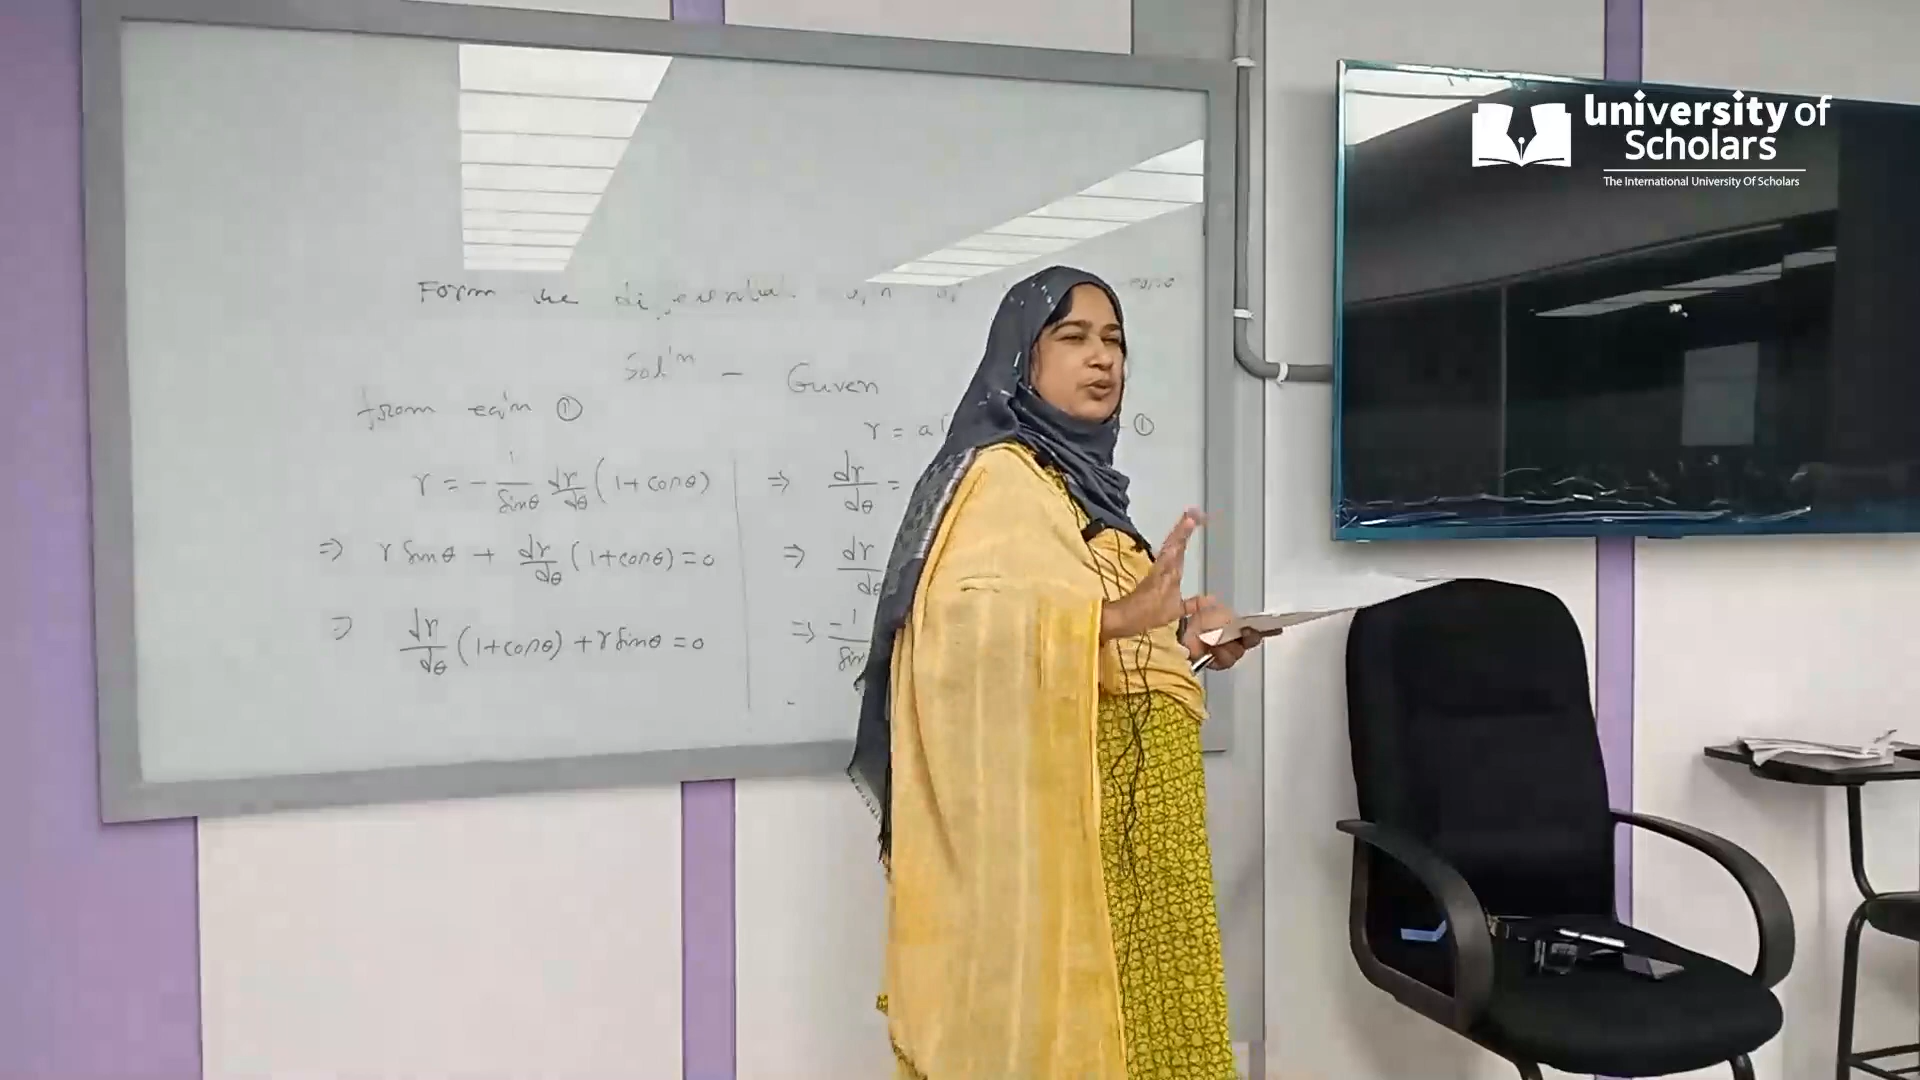 University of
Scholars
The International University Of Scholars
Form the
Sol'n — Given
r = a(
①
⇒ dr/dθ =
⇒ dr/dθ
⇒ -1/sin
from eq'n ①
r = - 1/sinθ dr/dθ (1+cosθ)
⇒ r sinθ + dr/dθ (1+cosθ) = 0
⇒ dr/dθ (1+cosθ) + r sinθ = 0